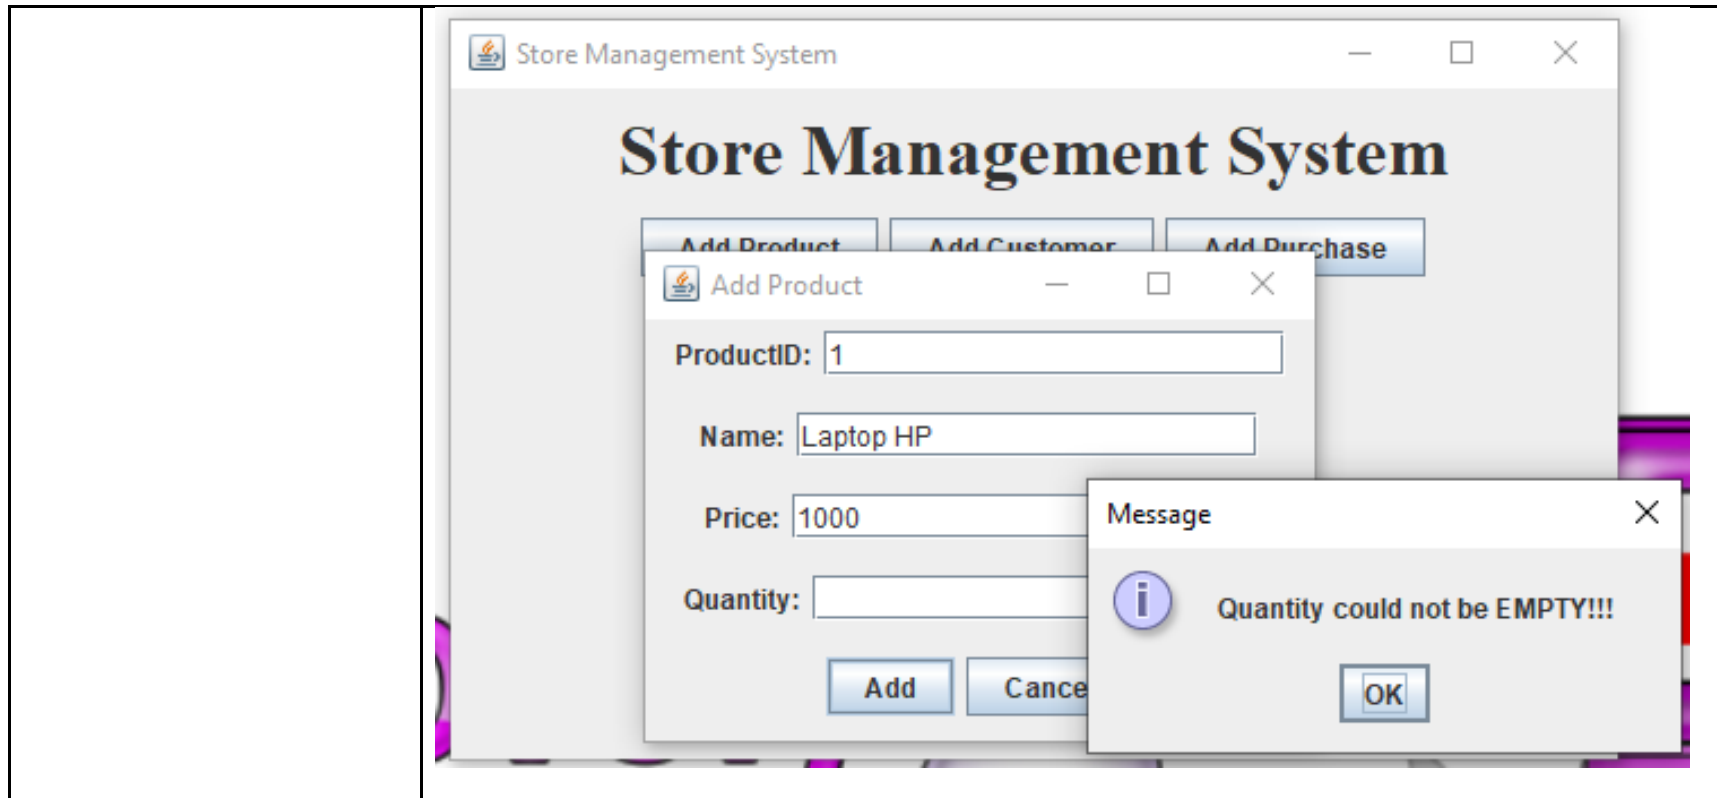 Store Management System
Store Management System
Add Product Add Customer Add Purchase
Add Product
ProductID: 1
Name: Laptop HP
Price: 1000
Message
Quantity:
Quantity could not be EMPTY!!!
Add Cance
OK